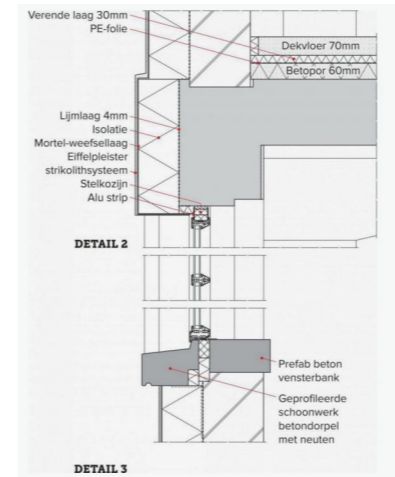 Verende laag 30mm
PE-folie
Dekvloer 70mm
Betopor 60mm
Lijmlaag 4mm
Isolatie
Mortel-weefsellaag
Eiffelpleister
strikolithsysteem
Stelkozijn
Alu strip
DETAIL 2
Prefab beton
vensterbank
Geprofileerde
schoonwerk
betondorpel
met neuten
DETAIL 3